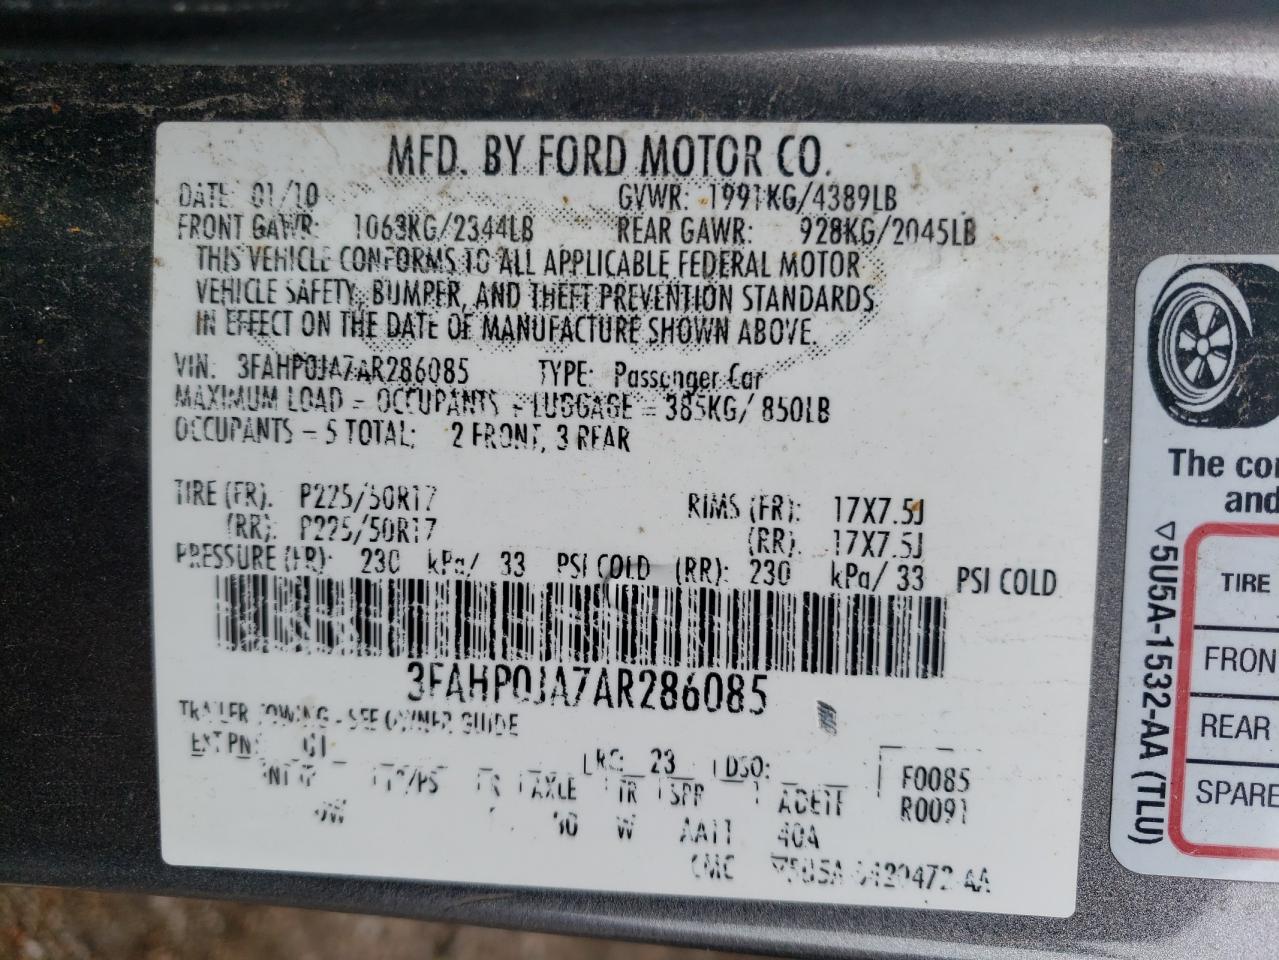 MFD. BY FORD MOTOR CO.
DATE: 01/10 GVWR: 1991KG/4389LB
FRONT GAWR: 1063KG/2344LB REAR GAWR: 928KG/2045LB
THIS VEHICLE CONFORMS TO ALL APPLICABLE FEDERAL MOTOR
VEHICLE SAFETY, BUMPER, AND THEFT PREVENTION STANDARDS
IN EFFECT ON THE DATE OF MANUFACTURE SHOWN ABOVE.
VIN: 3FAHP0JA7AR286085 TYPE: Passenger Car
MAXIMUM LOAD = OCCUPANTS + LUGGAGE = 385KG/ 850LB
OCCUPANTS = 5 TOTAL: 2 FRONT, 3 REAR
TIRE (FR): P225/50R17 RIMS (FR): 17X7.5J
(RR): P225/50R17 (RR): 17X7.5J
PRESSURE (FR): 230 kPa/ 33 PSI COLD (RR): 230 kPa/ 33 PSI COLD
3FAHP0JA7AR286085
TRAILER TOWING - SEE OWNER GUIDE
EXT PNT: LRC: 23 DSO: F0085
AXLE TR SPR R0091
W AA11 40A
CMC
The
and
TIRE
FRON
REAR
SPARE
▽5U5A-1532-AA (TLU)